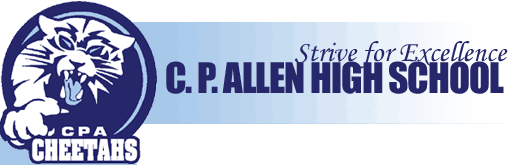 Strive for Excellence
C. P. ALLEN HIGH SCHOOL
CPA
CHEETAHS